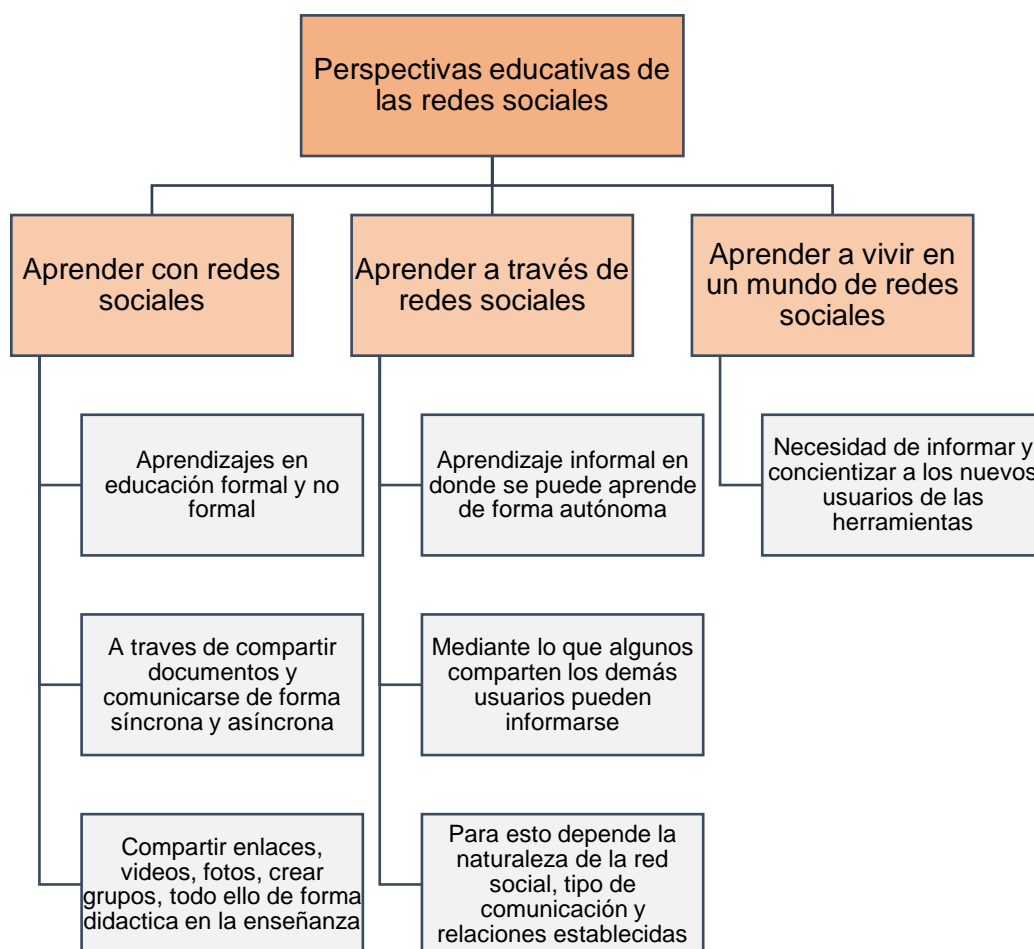 Perspectivas educativas de
las redes sociales
Aprender con redes
sociales
Aprendizajes en
educación formal y no
formal
A traves de compartir
documentos y
comunicarse de forma
síncrona y asíncrona
Compartir enlaces,
videos, fotos, crear
grupos, todo ello de forma
didactica en la enseñanza
Aprender a través de
redes sociales
Aprendizaje informal en
donde se puede aprende
de forma autónoma
Mediante lo que algunos
comparten los demás
usuarios pueden
informarse
Para esto depende la
naturaleza de la red
social, tipo de
comunicación y
relaciones establecidas
Aprender a vivir en
un mundo de redes
sociales
Necesidad de informar y
concientizar a los nuevos
usuarios de las
herramientas